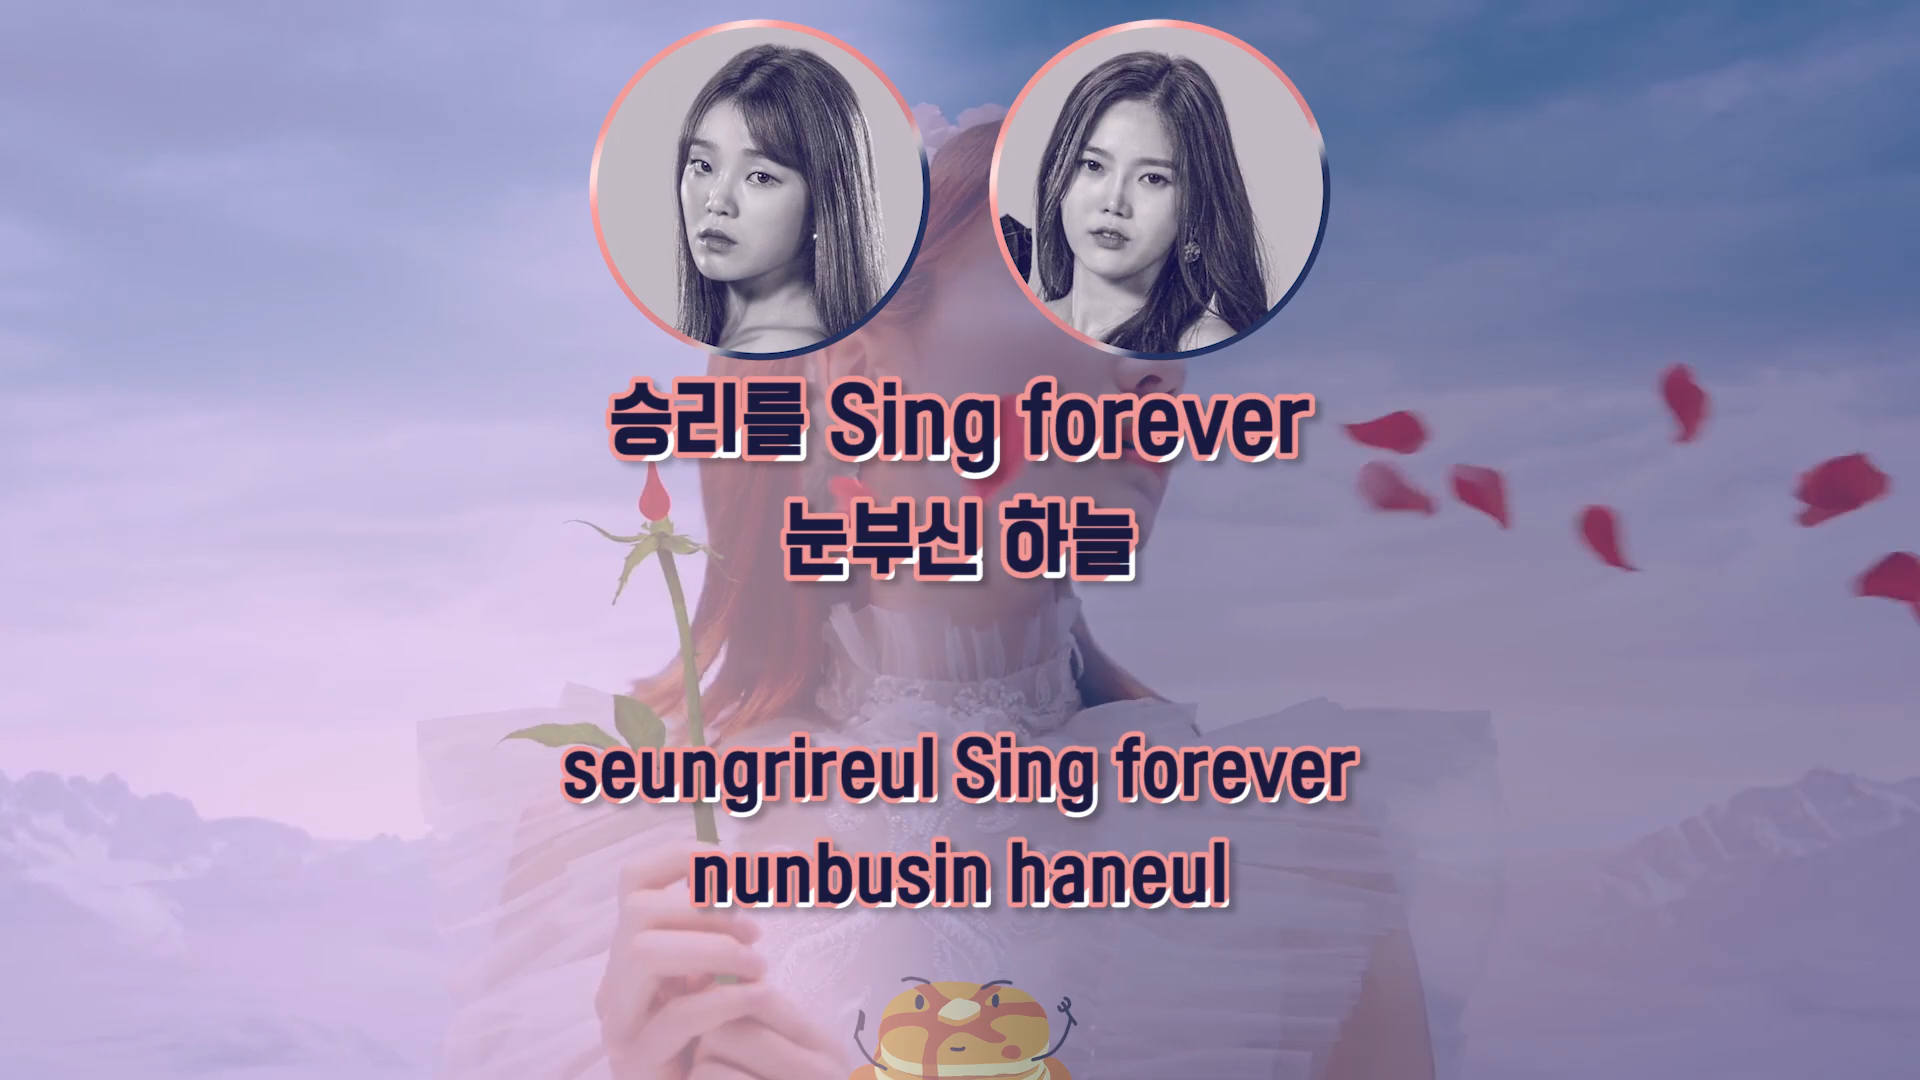 승리를 Sing forever
눈부신 하늘
seungrireul Sing forever
nunbusin haneul